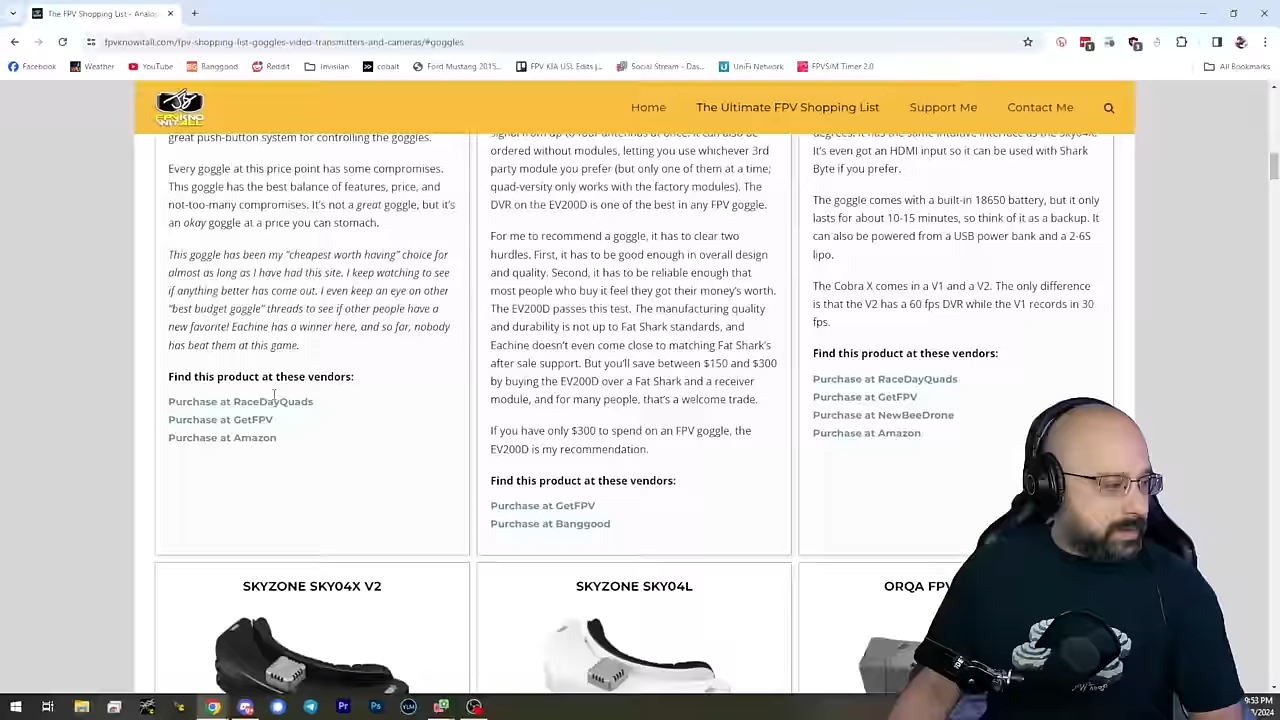 The FPV Shopping List - Analog
fpvknowitall.com/fpv-shopping-list-goggles-video-transmitters-and-cameras/#goggles
Facebook
Weather
YouTube
Banggood
Reddit
Invisilan
cobalt
Ford Mustang 2015...
FPV KIA USL Edits |...
Social Stream - Das...
UniFi Network
FPVSIM Timer 2.0
All Bookmarks
FPV KNOW IT ALL
Home
The Ultimate FPV Shopping List
Support Me
Contact Me
great push-button system for controlling the goggles.
Every goggle at this price point has some compromises.
This goggle has the best balance of features, price, and
not-too-many compromises. It's not a great goggle, but it's
an okay goggle at a price you can stomach.
This goggle has been my "cheapest worth having" choice for
almost as long as I have had this site. I keep watching to see
if anything better has come out. I even keep an eye on other
"best budget goggle" threads to see if other people have a
new favorite! Eachine has a winner here, and so far, nobody
has beat them at this game.
Find this product at these vendors:
Purchase at RaceDayQuads
Purchase at GetFPV
Purchase at Amazon
signal from up to four antennas at once. It can also be
ordered without modules, letting you use whichever 3rd
party module you prefer (but only one of them at a time;
quad-versity only works with the factory modules). The
DVR on the EV200D is one of the best in any FPV goggle.
For me to recommend a goggle, it has to clear two
hurdles. First, it has to be good enough in overall design
and quality. Second, it has to be reliable enough that
most people who buy it feel they got their money's worth.
The EV200D passes this test. The manufacturing quality
and durability is not up to Fat Shark standards, and
Eachine doesn't even come close to matching Fat Shark's
after sale support. But you'll save between $150 and $300
by buying the EV200D over a Fat Shark and a receiver
module, and for many people, that's a welcome trade.
If you have only $300 to spend on an FPV goggle, the
EV200D is my recommendation.
Find this product at these vendors:
Purchase at GetFPV
Purchase at Banggood
degrees. It has the same intuitive interface as the Sky04X.
It's even got an HDMI input so it can be used with Shark
Byte if you prefer.
The goggle comes with a built-in 18650 battery, but it only
lasts for about 10-15 minutes, so think of it as a backup. It
can also be powered from a USB power bank and a 2-6S
lipo.
The Cobra X comes in a V1 and a V2. The only difference
is that the V2 has a 60 fps DVR while the V1 records in 30
fps.
Find this product at these vendors:
Purchase at RaceDayQuads
Purchase at GetFPV
Purchase at NewBeeDrone
Purchase at Amazon
SKYZONE SKY04X V2
SKYZONE SKY04L
ORQA FPV
9:53 PM
/2024